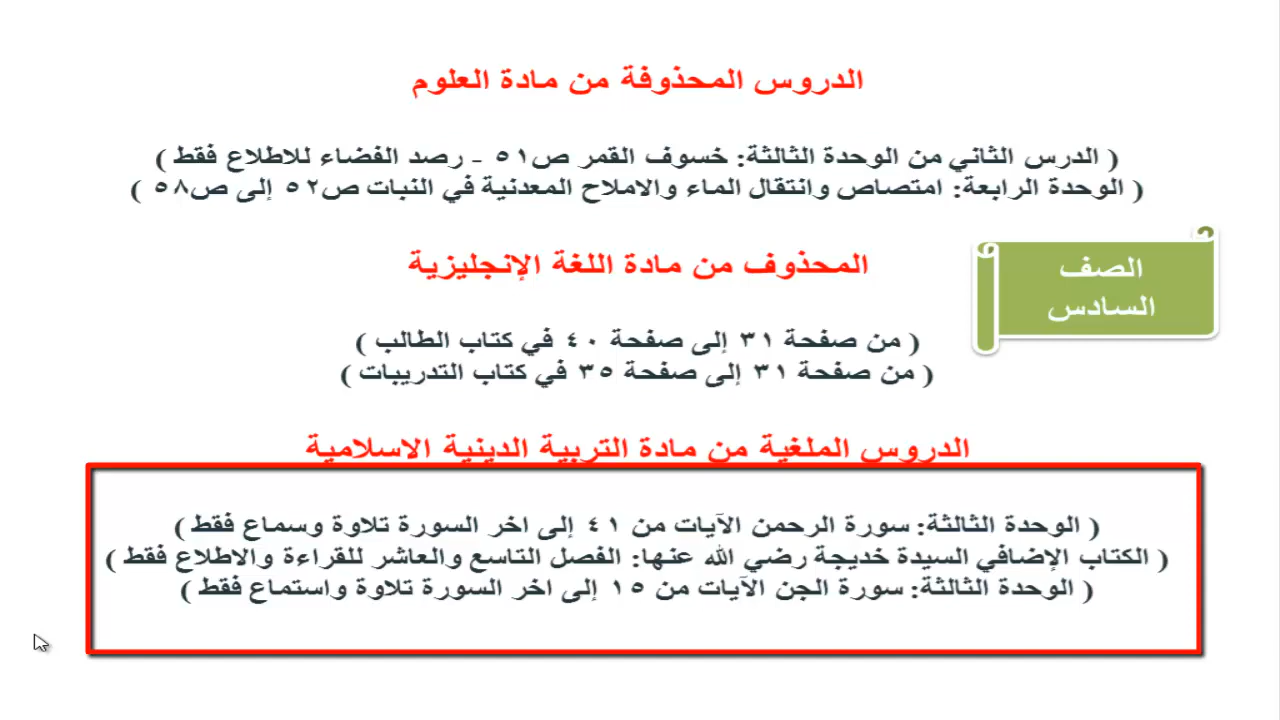 الدروس المحذوفة من مادة العلوم
( الدرس الثاني من الوحدة الثالثة: خسوف القمر ص٥١ - رصد الفضاء للاطلاع فقط )
( الوحدة الرابعة: امتصاص وانتقال الماء والاملاح المعدنية في النبات ص٥٢ إلى ص٥٨ )
الصف
السادس
المحذوف من مادة اللغة الإنجليزية
( من صفحة ٣١ إلى صفحة ٤٠ في كتاب الطالب )
( من صفحة ٣١ إلى صفحة ٣٥ في كتاب التدريبات )
الدروس الملغية من مادة التربية الدينية الاسلامية
( الوحدة الثالثة: سورة الرحمن الآيات من ٤١ إلى اخر السورة تلاوة وسماع فقط )
( الكتاب الإضافي السيدة خديجة رضي الله عنها: الفصل التاسع والعاشر للقراءة والاطلاع فقط )
( الوحدة الثالثة: سورة الجن الآيات من ١٥ إلى اخر السورة تلاوة واستماع فقط )